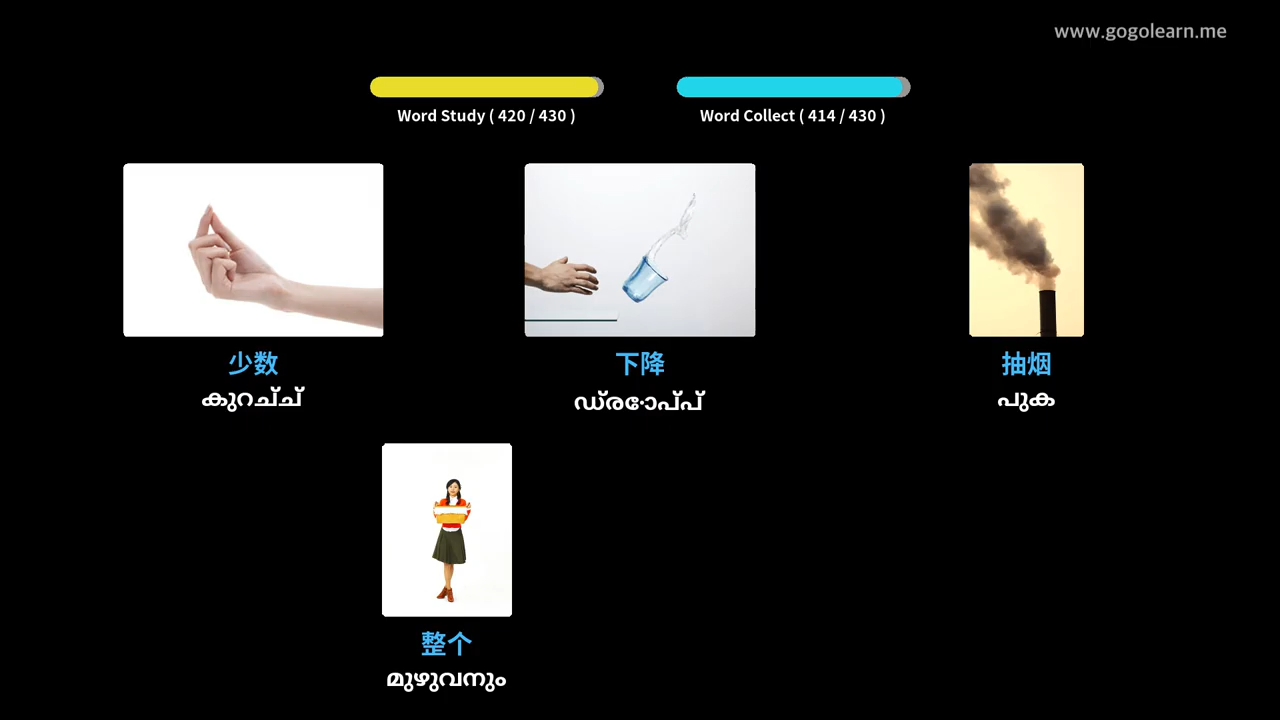 www.gogolearn.me
Word Study ( 420 / 430 )
Word Collect ( 414 / 430 )
少数
കുറച്ച്
下降
ഡ്രോപ്പ്
抽烟
പുക
整个
മുഴുവനും